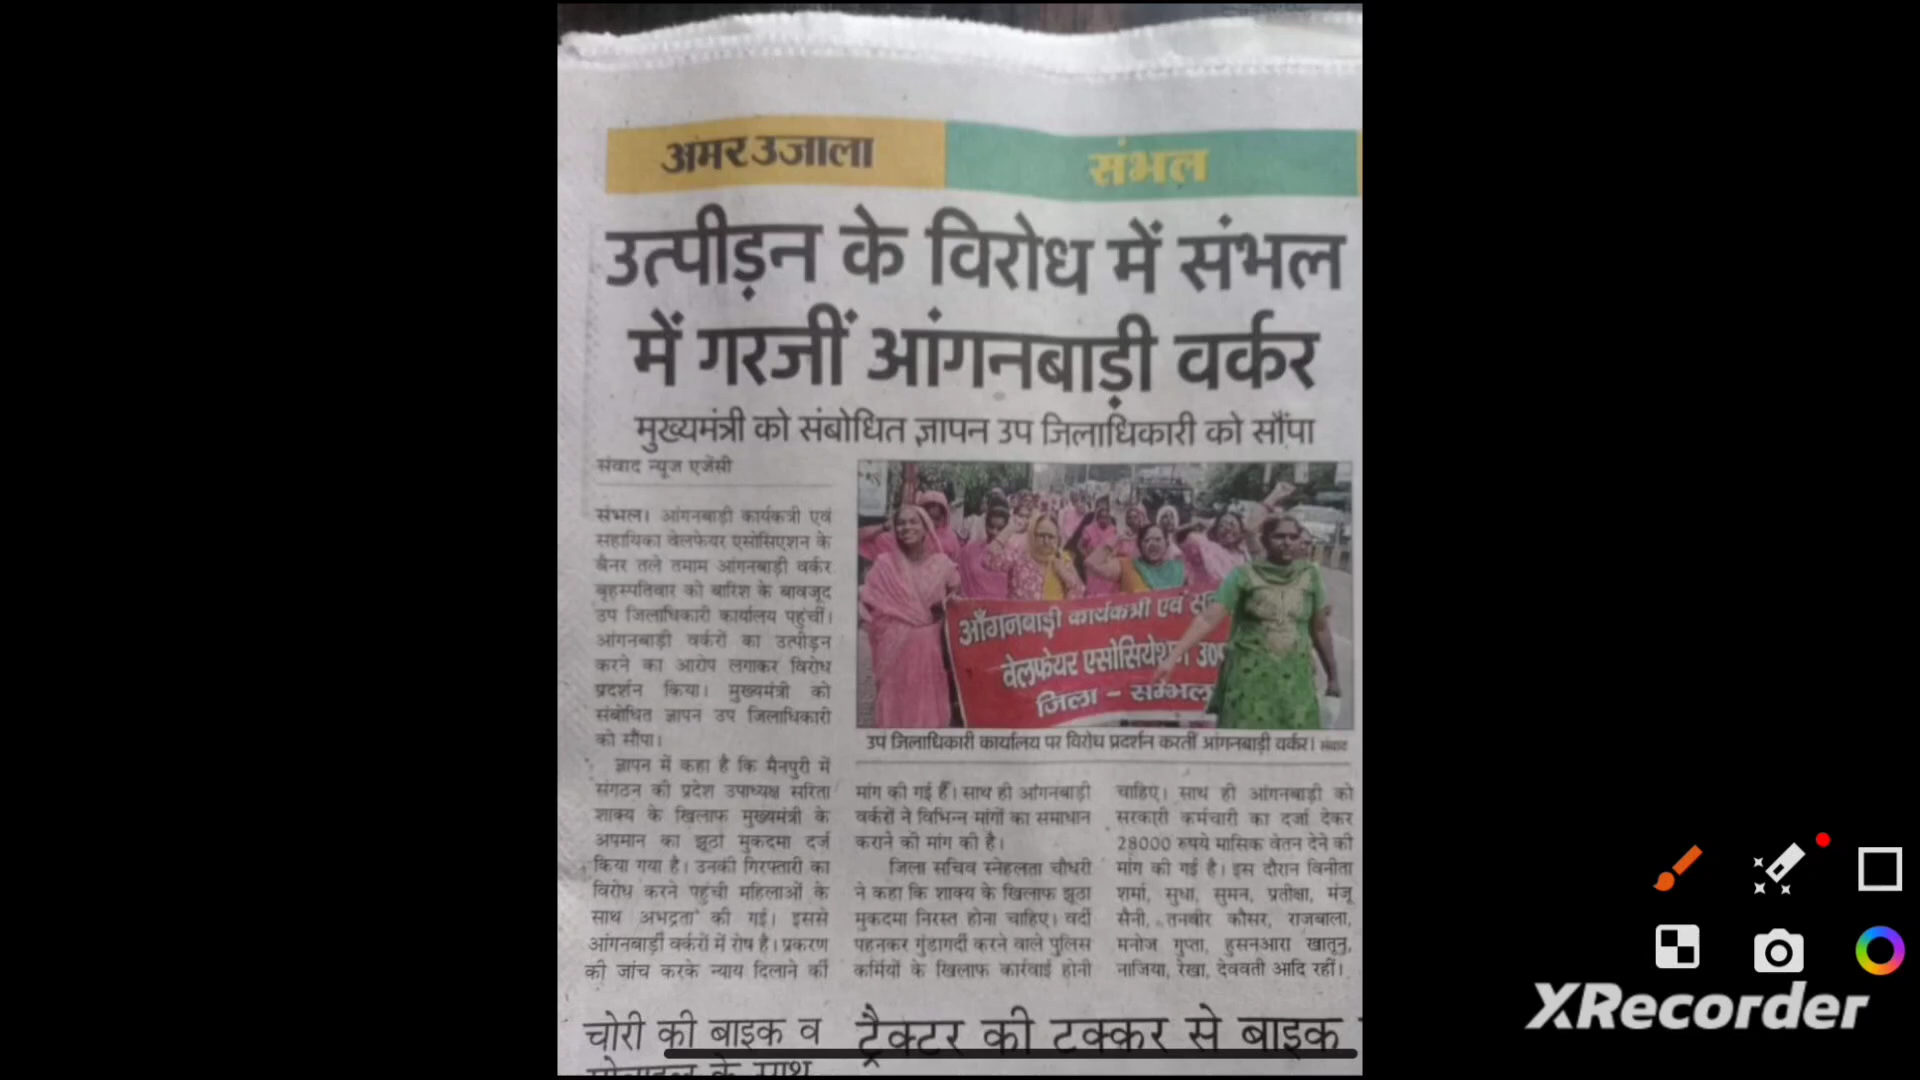 अमर उजाला
संभल
उत्पीड़न के विरोध में संभल
में गरजीं आंगनबाड़ी वर्कर
मुख्यमंत्री को संबोधित ज्ञापन उप जिलाधिकारी को सौंपा
संवाद न्यूज एजेंसी
संभल। आंगनबाड़ी कार्यकत्री एवं
सहायिका वेलफेयर एसोसिएशन के
बैनर तले तमाम आंगनबाड़ी वर्कर
बृहस्पतिवार को बारिश के बावजूद
उप जिलाधिकारी कार्यालय पहुंचीं।
आंगनबाड़ी वर्करों का उत्पीड़न
करने का आरोप लगाकर विरोध
प्रदर्शन किया। मुख्यमंत्री को
संबोधित ज्ञापन उप जिलाधिकारी
को सौंपा।
ज्ञापन में कहा है कि मैनपुरी में
संगठन की प्रदेश उपाध्यक्ष सरिता
शाक्य के खिलाफ मुख्यमंत्री के
अपमान का झूठा मुकदमा दर्ज
किया गया है। उनकी गिरफ्तारी का
विरोध करने पहुंची महिलाओं के
साथ अभद्रता की गई। इससे
आंगनबाड़ी वर्करों में रोष है। प्रकरण
की जांच करके न्याय दिलाने की
आँगनबाड़ी कार्यकत्री एवं
वेलफेयर एसोसियेशन उ०
जिला - सम्भल
उप जिलाधिकारी कार्यालय पर विरोध प्रदर्शन करतीं आंगनबाड़ी वर्कर। संवाद
मांग की गई है। साथ ही आंगनबाड़ी
वर्करों ने विभिन्न मांगों का समाधान
कराने की मांग की है।
जिला सचिव स्नेहलता चौधरी
ने कहा कि शाक्य के खिलाफ झूठा
मुकदमा निरस्त होना चाहिए। वर्दी
पहनकर गुंडागर्दी करने वाले पुलिस
कर्मियों के खिलाफ कार्रवाई होनी
चाहिए। साथ ही आंगनबाड़ी को
सरकारी कर्मचारी का दर्जा देकर
28000 रुपये मासिक वेतन देने की
मांग की गई है। इस दौरान विनीता
शर्मा, सुधा, सुमन, प्रतीक्षा, मंजू
सैनी, तनवीर कौसर, राजबाला,
मनोज गुप्ता, हुसनआरा खातून,
नाजिया, रेखा, देववती आदि रहीं।
चोरी की बाइक व
ट्रैक्टर की टक्कर से बाइक
XRecorder